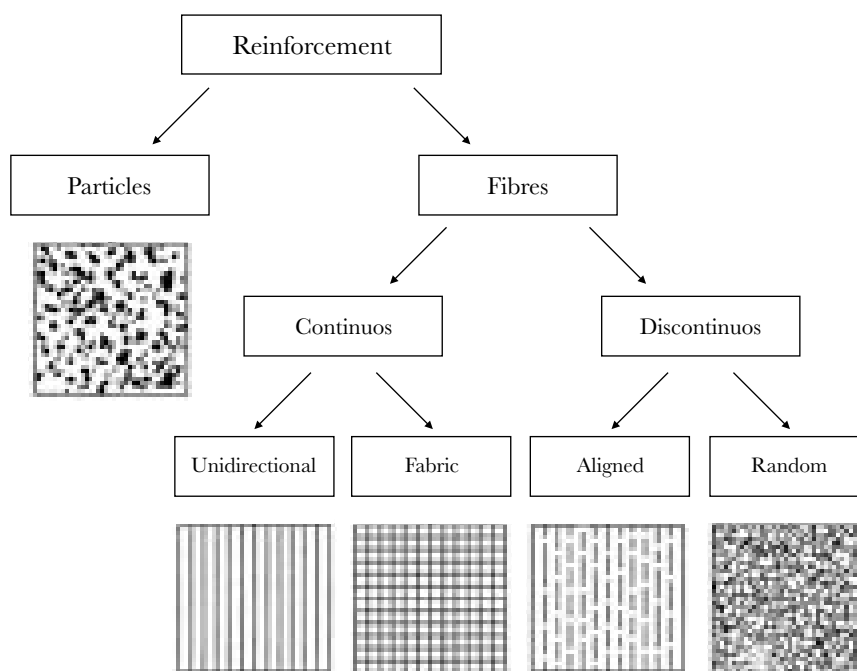 Reinforcement
Particles
Fibres
Continuos
Discontinuos
Unidirectional
Fabric
Aligned
Random